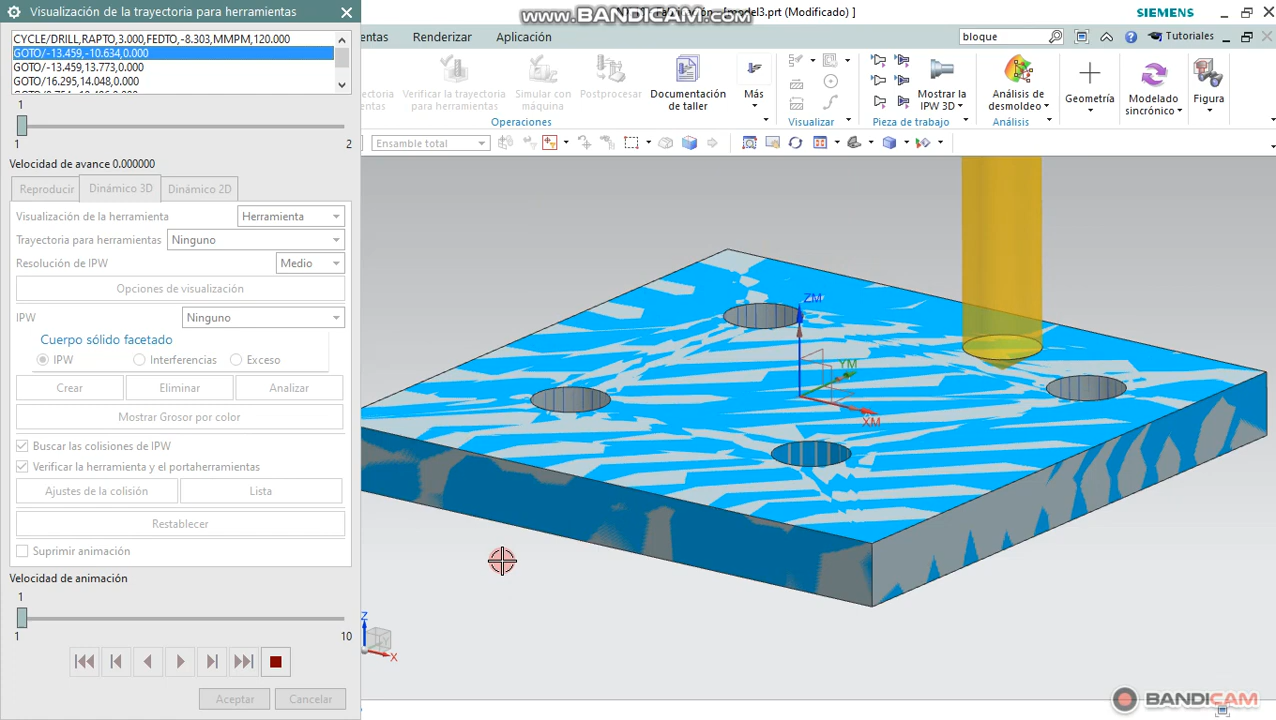 Visualización de la trayectoria para herramientas
www.BANDICAM.com
model3.prt (Modificado) ]
SIEMENS
entas
Renderizar
Aplicación
bloque
Tutoriales
CYCLE/DRILL,RAPTO,3.000,FEDTO,-8.303,MMPM,120.000
GOTO/-13.459,-10.634,0.000
GOTO/-13.459,13.773,0.000
GOTO/16.295,14.048,0.000
1
1
2
Velocidad de avance 0.000000
Reproducir
Dinámico 3D
Dinámico 2D
Visualización de la herramienta
Herramienta
Trayectoria para herramientas
Ninguno
Resolución de IPW
Medio
Opciones de visualización
IPW
Ninguno
Cuerpo sólido facetado
IPW
Interferencias
Exceso
Crear
Eliminar
Analizar
Mostrar Grosor por color
Buscar las colisiones de IPW
Verificar la herramienta y el portaherramientas
Ajustes de la colisión
Lista
Restablecer
Suprimir animación
Velocidad de animación
1
1
10
Aceptar
Cancelar
trayectoria
ientas
Verificar la trayectoria
para herramientas
Simular con
máquina
Postprocesar
Documentación
de taller
Más
Operaciones
Visualizar
Mostrar la
IPW 3D
Pieza de trabajo
Análisis de
desmoldeo
Análisis
Geometría
Modelado
sincrónico
Figura
Ensamble total
ZM
YM
XM
Z
X
BANDICAM